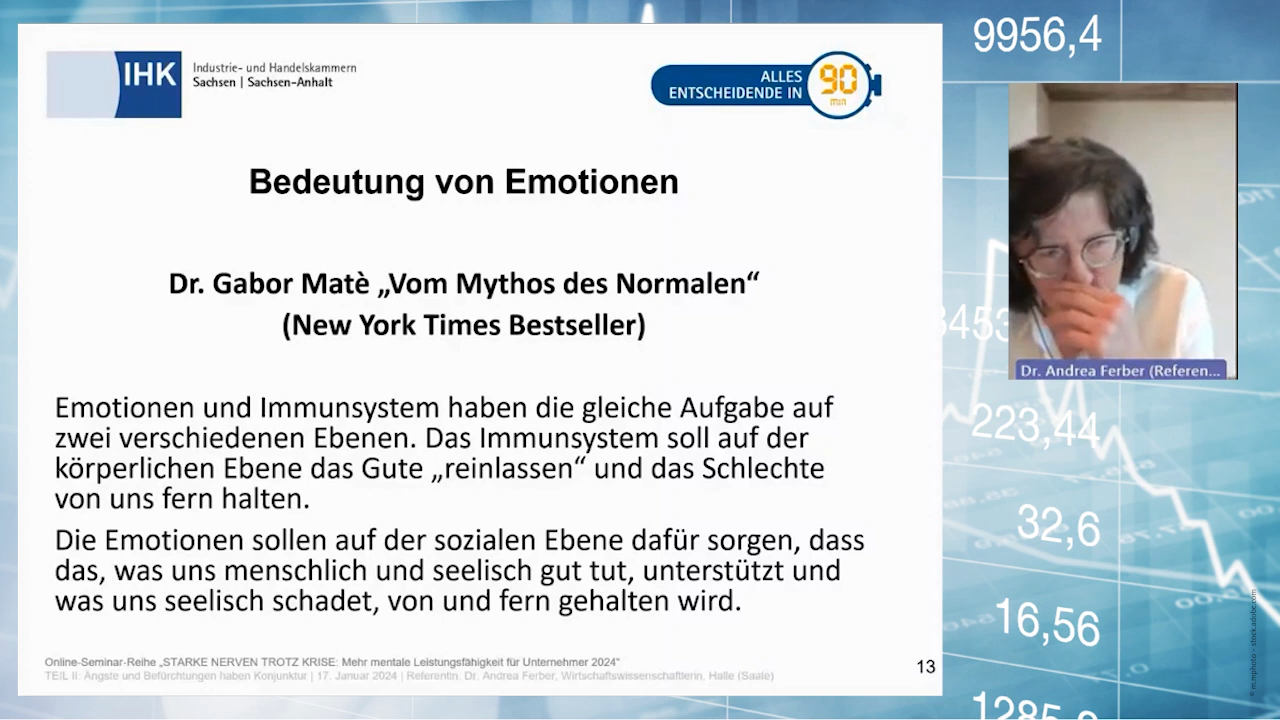 IHK
Industrie- und Handelskammern
Sachsen | Sachsen-Anhalt
ALLES
ENTSCHEIDENDE IN
90
min
Bedeutung von Emotionen
Dr. Gabor Matè „Vom Mythos des Normalen“
(New York Times Bestseller)
Emotionen und Immunsystem haben die gleiche Aufgabe auf
zwei verschiedenen Ebenen. Das Immunsystem soll auf der
körperlichen Ebene das Gute „reinlassen“ und das Schlechte
von uns fern halten.
Die Emotionen sollen auf der sozialen Ebene dafür sorgen, dass
das, was uns menschlich und seelisch gut tut, unterstützt und
was uns seelisch schadet, von und fern gehalten wird.
Online-Seminar-Reihe „STARKE NERVEN TROTZ KRISE: Mehr mentale Leistungsfähigkeit für Unternehmer 2024“
TEIL II: Ängste und Befürchtungen haben Konjunktur | 17. Januar 2024 | Referentin: Dr. Andrea Ferber, Wirtschaftswissenschaftlerin, Halle (Saale)
13
9956,4
Dr. Andrea Ferber (Referen...
223,44
32,6
16,56